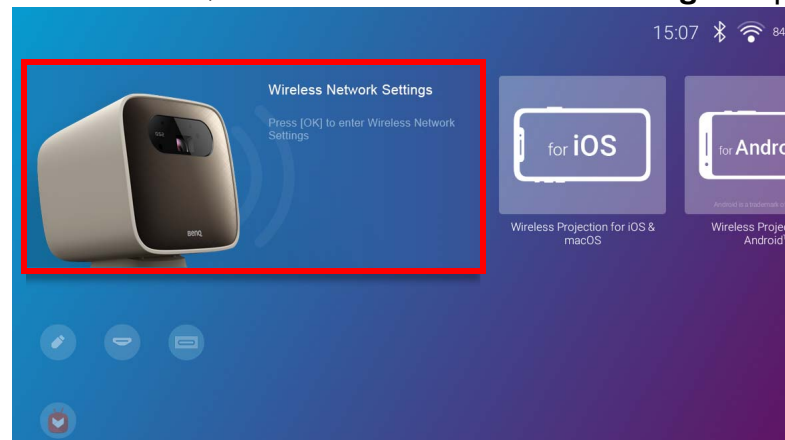 15:07
84
Wireless Network Settings
Press [OK] to enter Wireless Network
Settings
BenQ
for iOS
for Andro
Wireless Projection for iOS &
macOS
Wireless Proje
Android